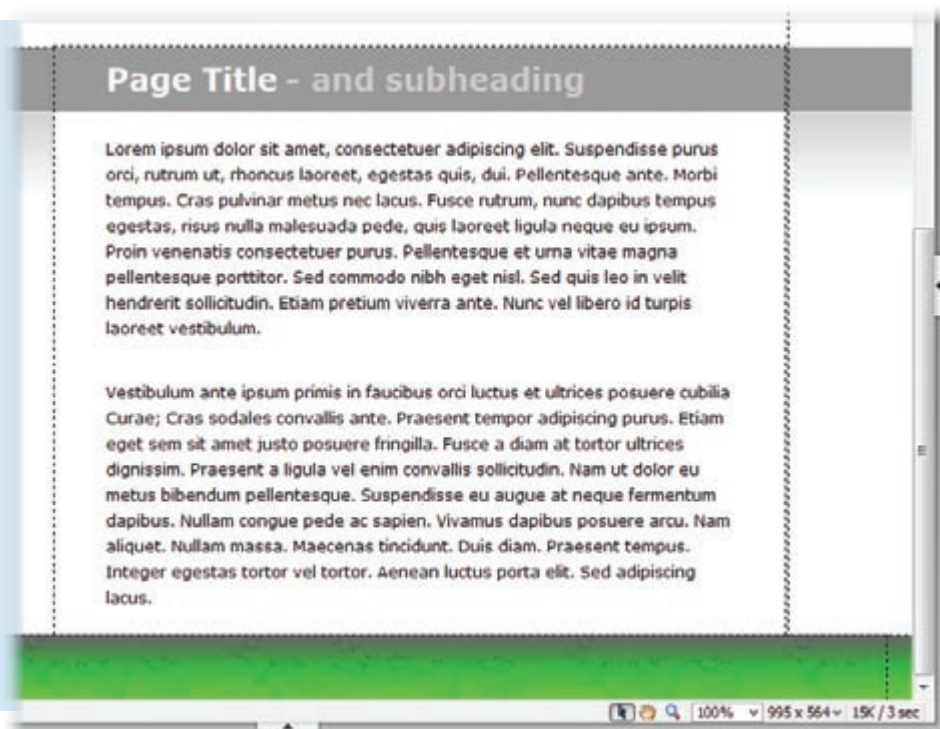 Page Title - and subheading
Lorem ipsum dolor sit amet, consectetuer adipiscing elit. Suspendisse purus
orci, rutrum ut, rhoncus laoreet, egestas quis, dui. Pellentesque ante. Morbi
tempus. Cras pulvinar metus nec lacus. Fusce rutrum, nunc dapibus tempus
egestas, risus nulla malesuada pede, quis laoreet ligula neque eu ipsum.
Proin venenatis consectetuer purus. Pellentesque et urna vitae magna
pellentesque porttitor. Sed commodo nibh eget nisl. Sed quis leo in velit
hendrerit sollicitudin. Etiam pretium viverra ante. Nunc vel libero id turpis
laoreet vestibulum.
Vestibulum ante ipsum primis in faucibus orci luctus et ultrices posuere cubilia
Curae; Cras sodales convallis ante. Praesent tempor adipiscing purus. Etiam
eget sem sit amet justo posuere fringilla. Fusce a diam at tortor ultrices
dignissim. Praesent a ligula vel enim convallis sollicitudin. Nam ut dolor eu
metus bibendum pellentesque. Suspendisse eu augue at neque fermentum
dapibus. Nullam congue pede ac sapien. Vivamus dapibus posuere arcu. Nam
aliquet. Nullam massa. Maecenas tincidunt. Duis diam. Praesent tempus.
Integer egestas tortor vel tortor. Aenean luctus porta elit. Sed adipiscing
lacus.
100% 995 x 564 15K / 3 sec